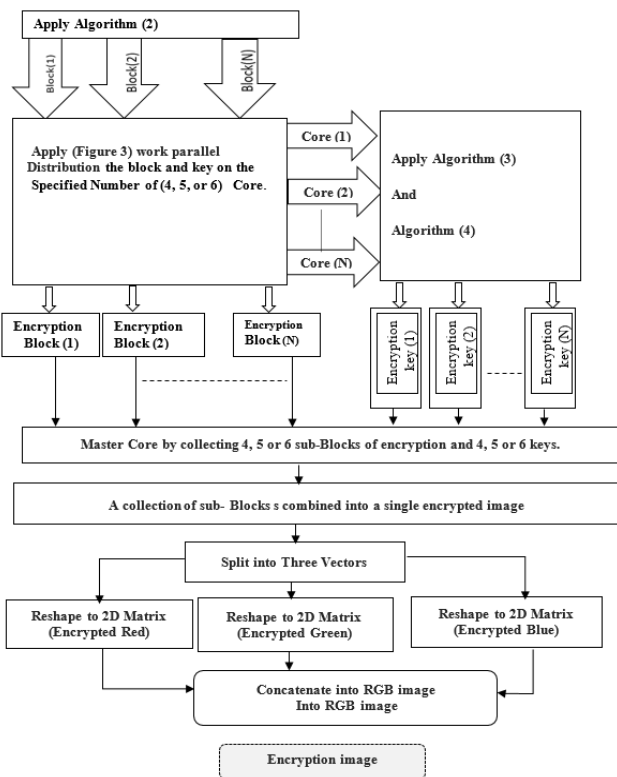 Apply Algorithm (2)
Block(1)
Block(2)
Block(N)
Apply (Figure 3) work parallel
Distribution the block and key on the
Specified Number of (4, 5, or 6) Core.
Core (1)
Core (2)
Core (N)
Apply Algorithm (3)
And
Algorithm (4)
Encryption
Block (1)
Encryption
Block (2)
Encryption
Block (N)
Encryption
key (1)
Encryption
key (2)
Encryption
key (N)
Master Core by collecting 4, 5 or 6 sub-Blocks of encryption and 4, 5 or 6 keys.
A collection of sub- Blocks s combined into a single encrypted image
Split into Three Vectors
Reshape to 2D Matrix
(Encrypted Red)
Reshape to 2D Matrix
(Encrypted Green)
Reshape to 2D Matrix
(Encrypted Blue)
Concatenate into RGB image
Into RGB image
Encryption image